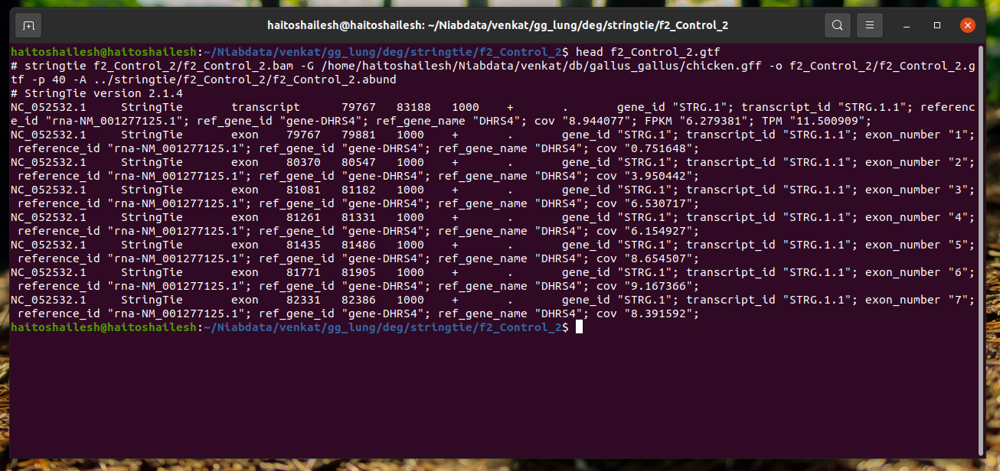 haitoshailesh@haitoshailesh: ~/Niabdata/venkat/gg_lung/deg/stringtie/f2_Control_2
haitoshailesh@haitoshailesh:~/Niabdata/venkat/gg_lung/deg/stringtie/f2_Control_2$ head f2_Control_2.gtf
# stringtie f2_Control_2/f2_Control_2.bam -G /home/haitoshailesh/Niabdata/venkat/db/gallus_gallus/chicken.gff -o f2_Control_2/f2_Control_2.g
tf -p 40 -A ../stringtie/f2_Control_2/f2_Control_2.abund
# StringTie version 2.1.4
NC_052532.1	StringTie	transcript	79767	83188	1000	+	.	gene_id "STRG.1"; transcript_id "STRG.1.1"; referenc
e_id "rna-NM_001277125.1"; ref_gene_id "gene-DHRS4"; ref_gene_name "DHRS4"; cov "8.944077"; FPKM "6.279381"; TPM "11.500909";
NC_052532.1	StringTie	exon	79767	79881	1000	+	.	gene_id "STRG.1"; transcript_id "STRG.1.1"; exon_number "1";
 reference_id "rna-NM_001277125.1"; ref_gene_id "gene-DHRS4"; ref_gene_name "DHRS4"; cov "0.751648";
NC_052532.1	StringTie	exon	80370	80547	1000	+	.	gene_id "STRG.1"; transcript_id "STRG.1.1"; exon_number "2";
 reference_id "rna-NM_001277125.1"; ref_gene_id "gene-DHRS4"; ref_gene_name "DHRS4"; cov "3.950442";
NC_052532.1	StringTie	exon	81081	81182	1000	+	.	gene_id "STRG.1"; transcript_id "STRG.1.1"; exon_number "3";
 reference_id "rna-NM_001277125.1"; ref_gene_id "gene-DHRS4"; ref_gene_name "DHRS4"; cov "6.530717";
NC_052532.1	StringTie	exon	81261	81331	1000	+	.	gene_id "STRG.1"; transcript_id "STRG.1.1"; exon_number "4";
 reference_id "rna-NM_001277125.1"; ref_gene_id "gene-DHRS4"; ref_gene_name "DHRS4"; cov "6.154927";
NC_052532.1	StringTie	exon	81435	81486	1000	+	.	gene_id "STRG.1"; transcript_id "STRG.1.1"; exon_number "5";
 reference_id "rna-NM_001277125.1"; ref_gene_id "gene-DHRS4"; ref_gene_name "DHRS4"; cov "8.654507";
NC_052532.1	StringTie	exon	81771	81905	1000	+	.	gene_id "STRG.1"; transcript_id "STRG.1.1"; exon_number "6";
 reference_id "rna-NM_001277125.1"; ref_gene_id "gene-DHRS4"; ref_gene_name "DHRS4"; cov "9.167366";
NC_052532.1	StringTie	exon	82331	82386	1000	+	.	gene_id "STRG.1"; transcript_id "STRG.1.1"; exon_number "7";
 reference_id "rna-NM_001277125.1"; ref_gene_id "gene-DHRS4"; ref_gene_name "DHRS4"; cov "8.391592";
haitoshailesh@haitoshailesh:~/Niabdata/venkat/gg_lung/deg/stringtie/f2_Control_2$